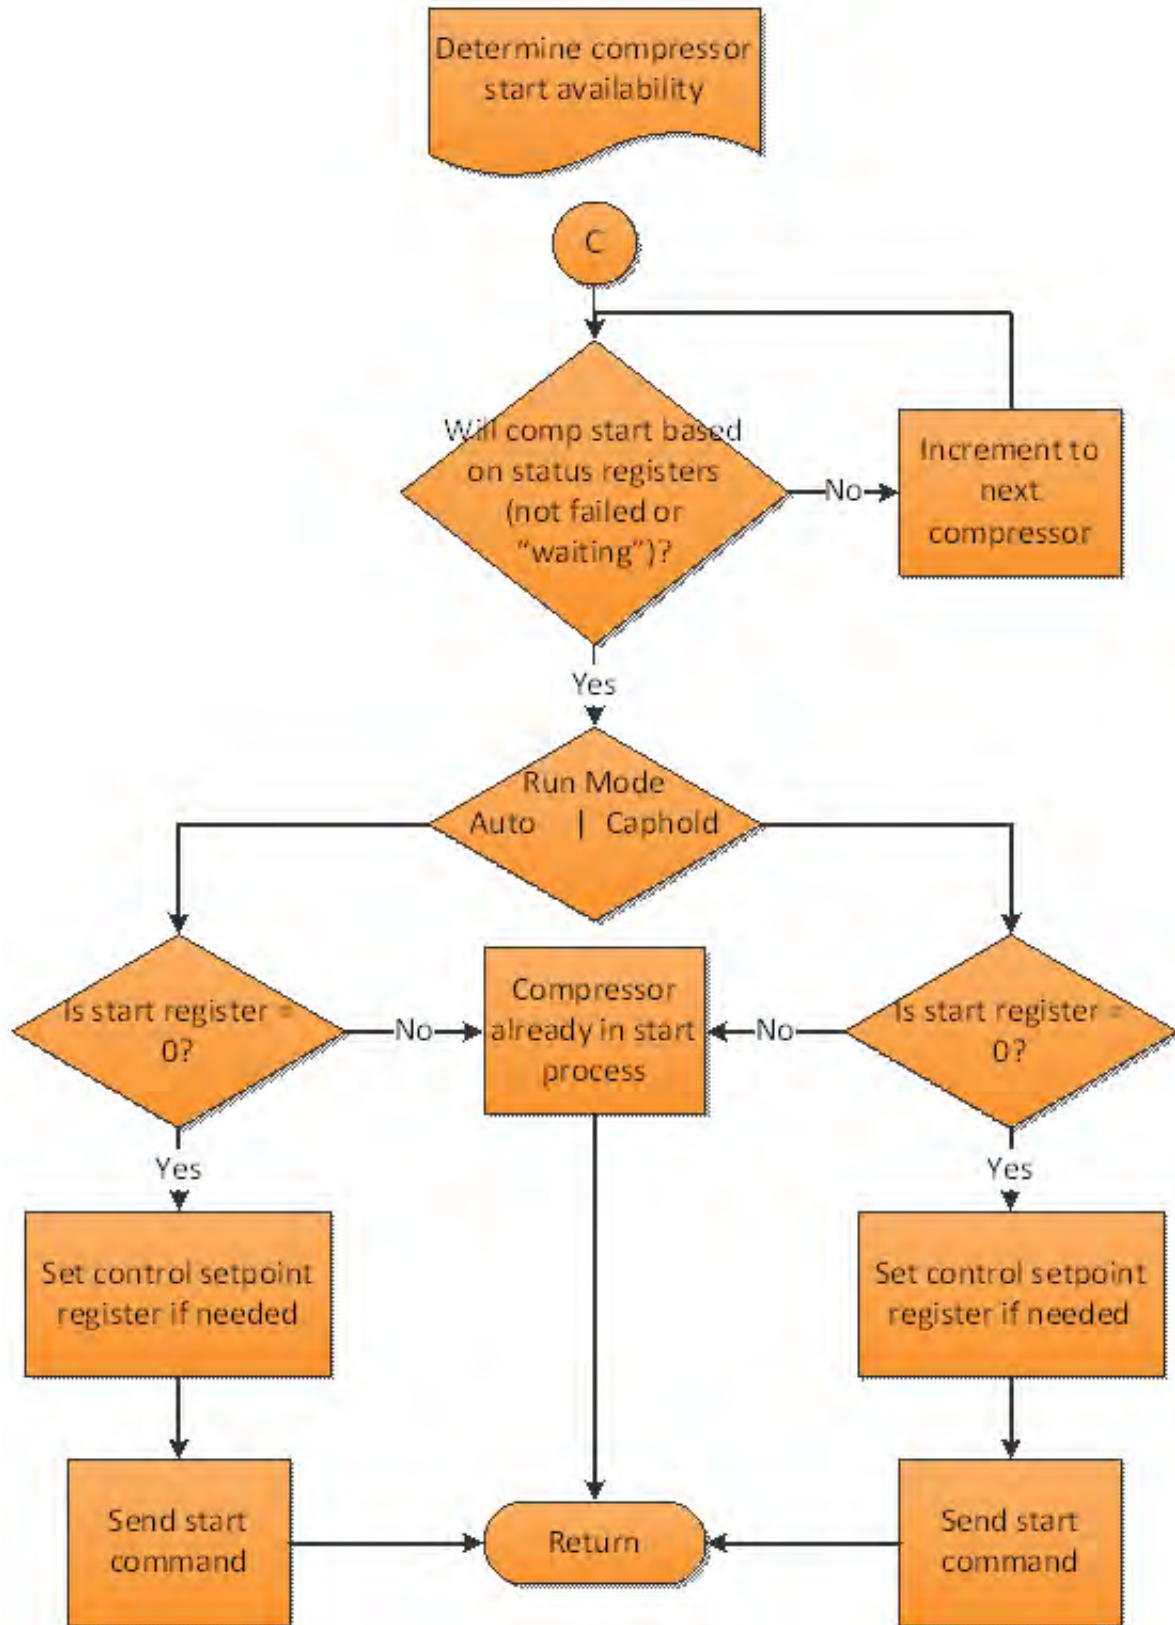 Determine compressor
start availability
C
Will comp start based
on status registers
(not failed or
“waiting”)?
No
Increment to
next
compressor
Yes
Run Mode
Auto | Caphold
Is start register =
0?
No
Compressor
already in start
process
No
Is start register =
0?
Yes
Yes
Set control setpoint
register if needed
Set control setpoint
register if needed
Send start
command
Return
Send start
command